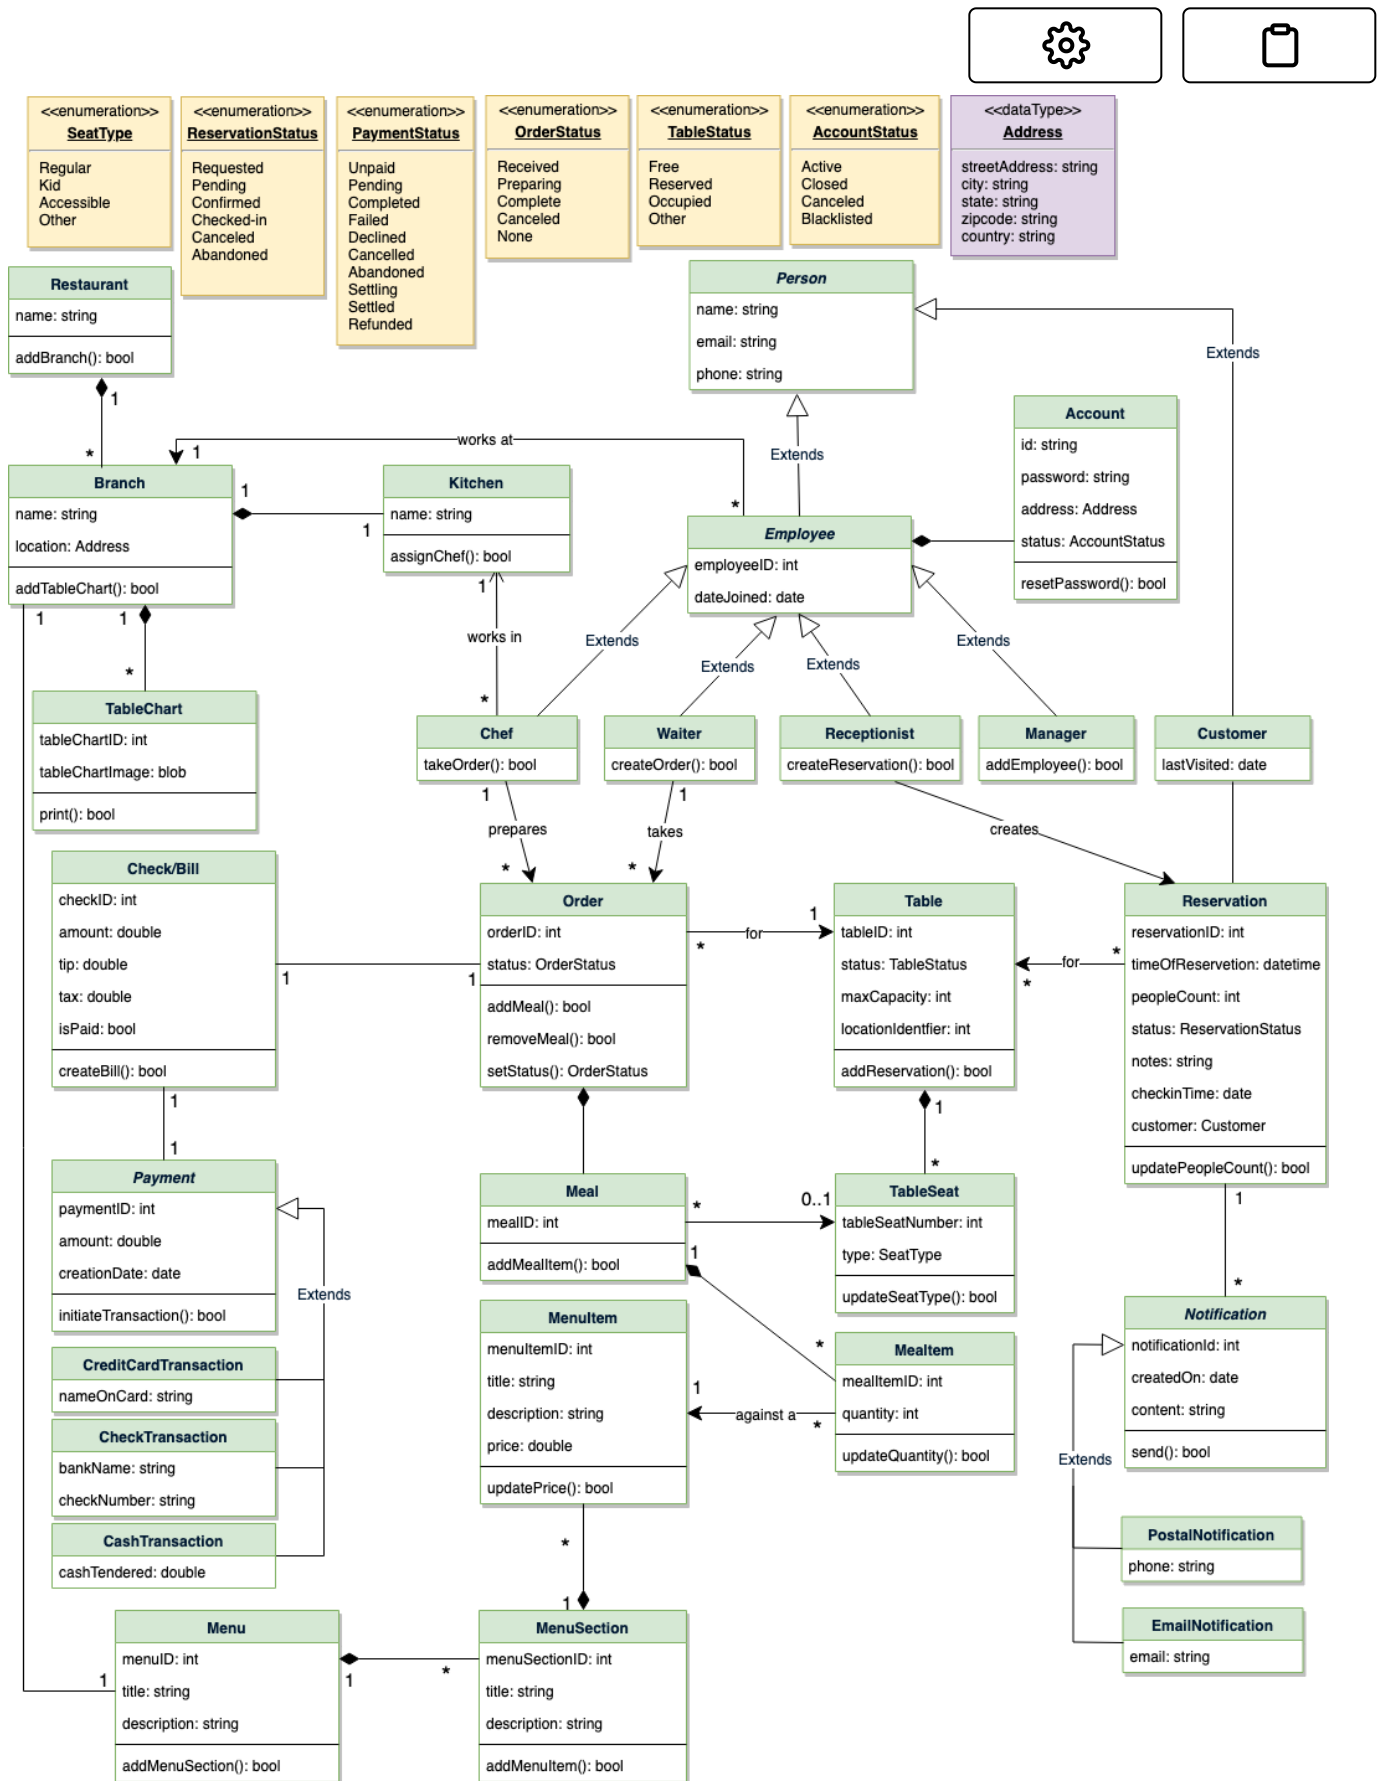 <<enumeration>>
SeatType
Regular
Kid
Accessible
Other
<<enumeration>>
ReservationStatus
Requested
Pending
Confirmed
Checked-in
Canceled
Abandoned
<<enumeration>>
PaymentStatus
Unpaid
Pending
Completed
Failed
Declined
Cancelled
Abandoned
Settling
Settled
Refunded
<<enumeration>>
OrderStatus
Received
Preparing
Complete
Canceled
None
<<enumeration>>
TableStatus
Free
Reserved
Occupied
Other
<<enumeration>>
AccountStatus
Active
Closed
Canceled
Blacklisted
<<dataType>>
Address
streetAddress: string
city: string
state: string
zipcode: string
country: string
Restaurant
name: string
addBranch(): bool
1
*
Person
name: string
email: string
phone: string
Extends
Extends
Account
id: string
password: string
address: Address
status: AccountStatus
resetPassword(): bool
works at
1
*
Branch
name: string
location: Address
addTableChart(): bool
1
1
Kitchen
name: string
assignChef(): bool
1
works in
*
Employee
employeeID: int
dateJoined: date
Extends
Extends
Extends
Extends
1
1
*
TableChart
tableChartID: int
tableChartImage: blob
print(): bool
Chef
takeOrder(): bool
Waiter
createOrder(): bool
Receptionist
createReservation(): bool
Manager
addEmployee(): bool
Customer
lastVisited: date
1
prepares
*
1
takes
*
creates
Check/Bill
checkID: int
amount: double
tip: double
tax: double
isPaid: bool
createBill(): bool
1
1
Order
orderID: int
status: OrderStatus
addMeal(): bool
removeMeal(): bool
setStatus(): OrderStatus
1
for
*
Table
tableID: int
status: TableStatus
maxCapacity: int
locationIdentfier: int
addReservation(): bool
*
for
*
Reservation
reservationID: int
timeOfReservetion: datetime
peopleCount: int
status: ReservationStatus
notes: string
checkinTime: date
customer: Customer
updatePeopleCount(): bool
1
1
1
*
1
*
Payment
paymentID: int
amount: double
creationDate: date
initiateTransaction(): bool
Extends
Meal
mealID: int
addMealItem(): bool
*
0..1
1
*
TableSeat
tableSeatNumber: int
type: SeatType
updateSeatType(): bool
MenuItem
menuItemID: int
title: string
description: string
price: double
updatePrice(): bool
1
against a
*
MeaItem
mealItemID: int
quantity: int
updateQuantity(): bool
Notification
notificationId: int
createdOn: date
content: string
send(): bool
Extends
CreditCardTransaction
nameOnCard: string
CheckTransaction
bankName: string
checkNumber: string
CashTransaction
cashTendered: double
PostalNotification
phone: string
EmailNotification
email: string
*
1
1
Menu
menuID: int
title: string
description: string
addMenuSection(): bool
1
*
MenuSection
menuSectionID: int
title: string
description: string
addMenuItem(): bool